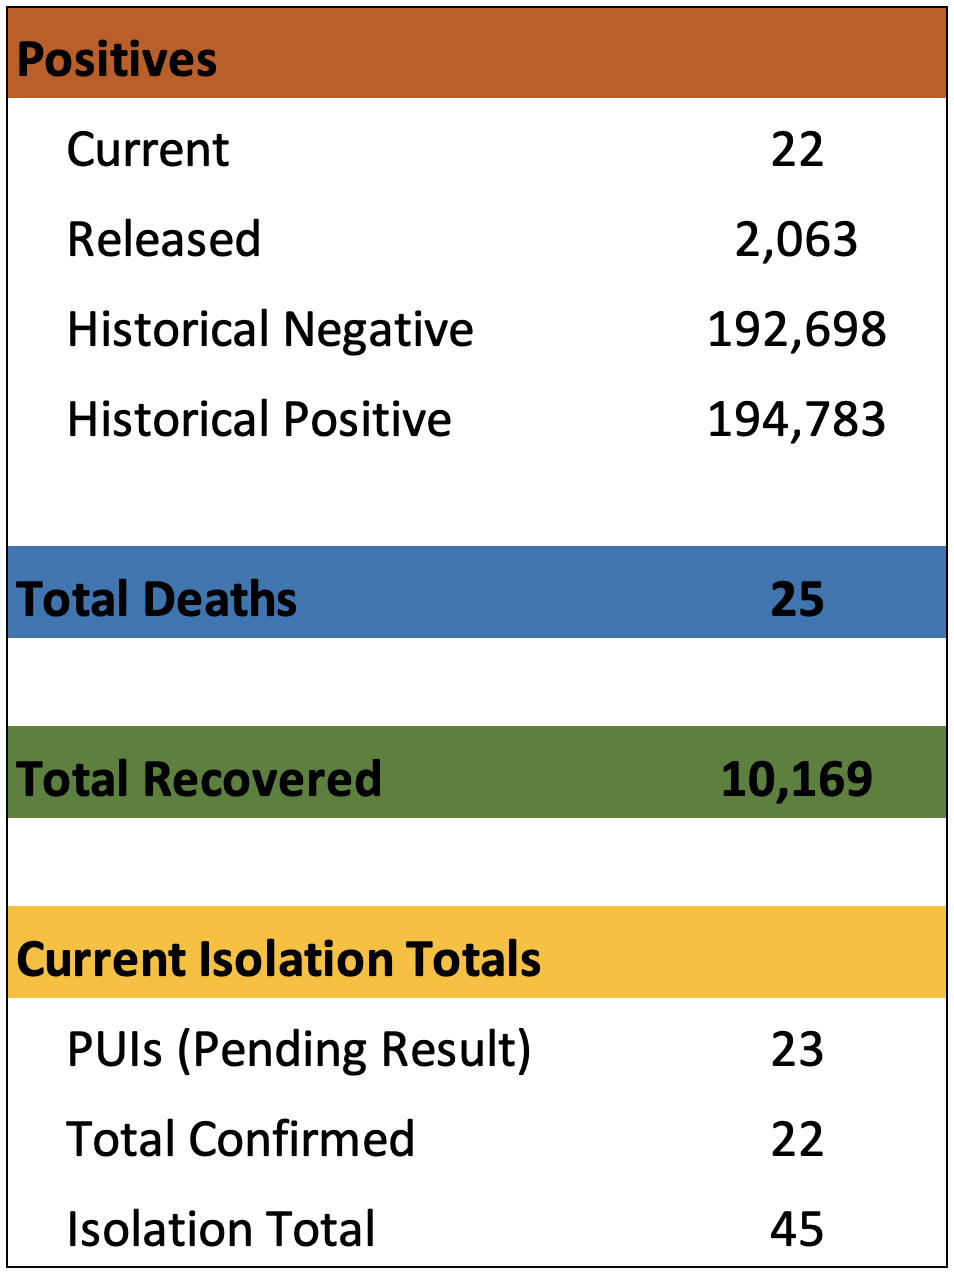 Positives
Current 22
Released 2,063
Historical Negative 192,698
Historical Positive 194,783
Total Deaths 25
Total Recovered 10,169
Current Isolation Totals
PUIs (Pending Result) 23
Total Confirmed 22
Isolation Total 45